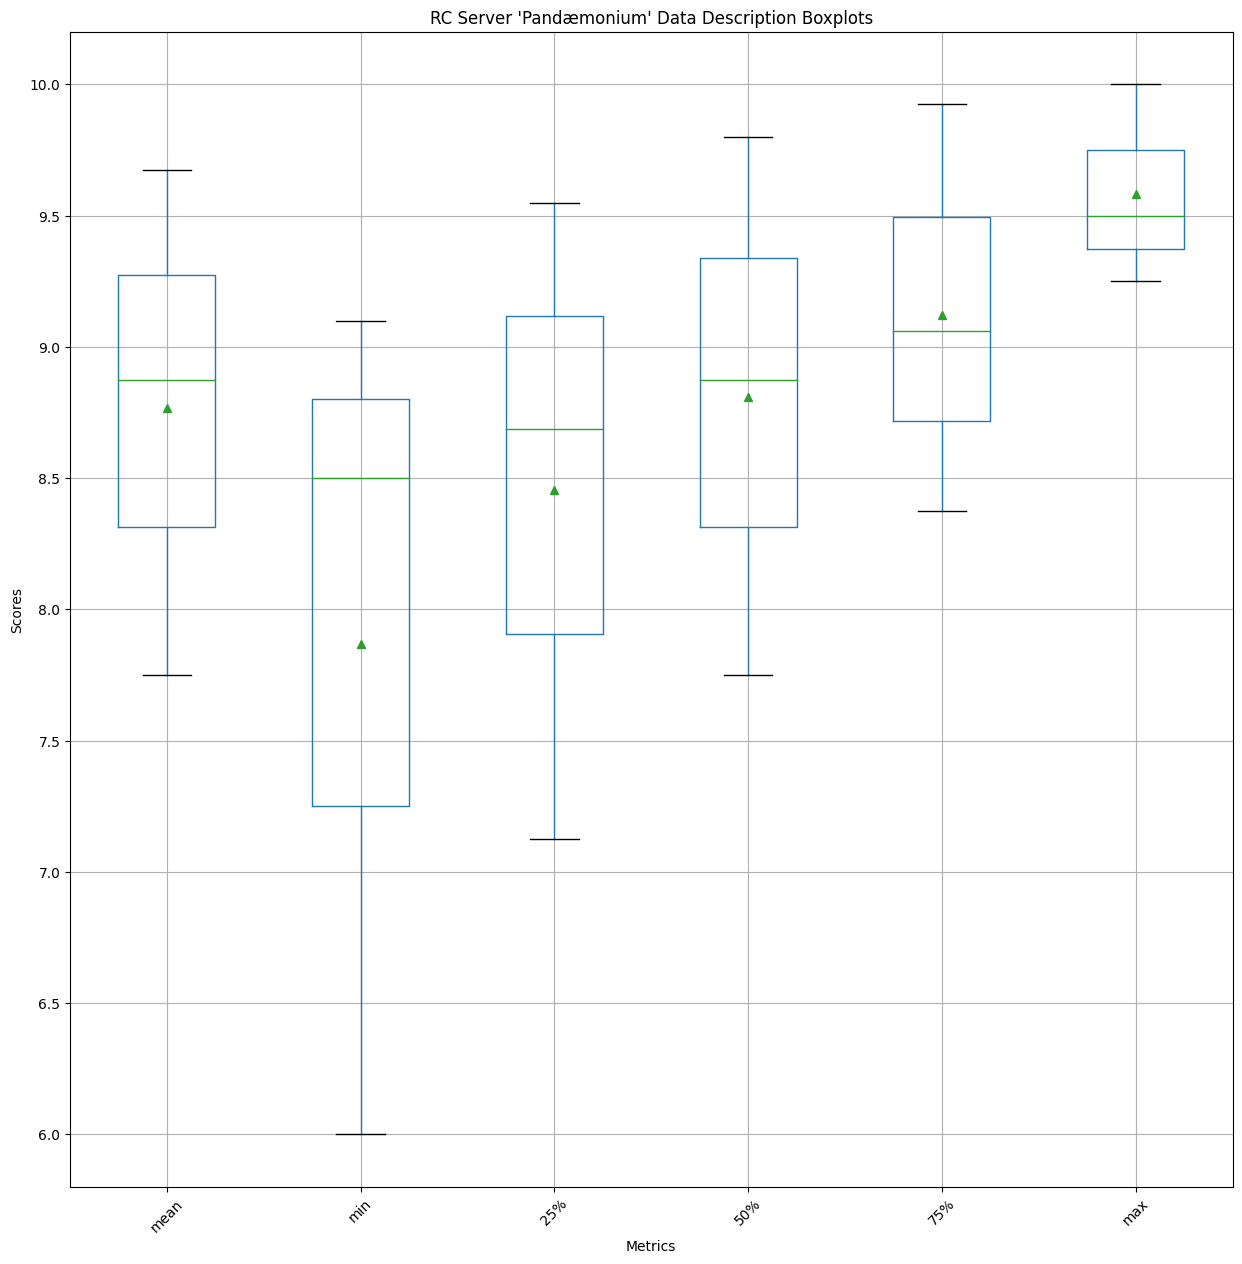 RC Server 'Pandæmonium' Data Description Boxplots
10.0
9.5
9.0
8.5
8.0
7.5
7.0
6.5
6.0
Scores
mean
min
25%
50%
75%
max
Metrics